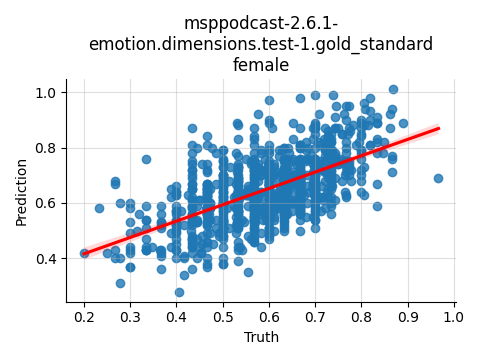 msppodcast-2.6.1-
emotion.dimensions.test-1.gold_standard
female
1.0
0.8
0.6
0.4
Prediction
0.2 0.3 0.4 0.5 0.6 0.7 0.8 0.9 1.0
Truth